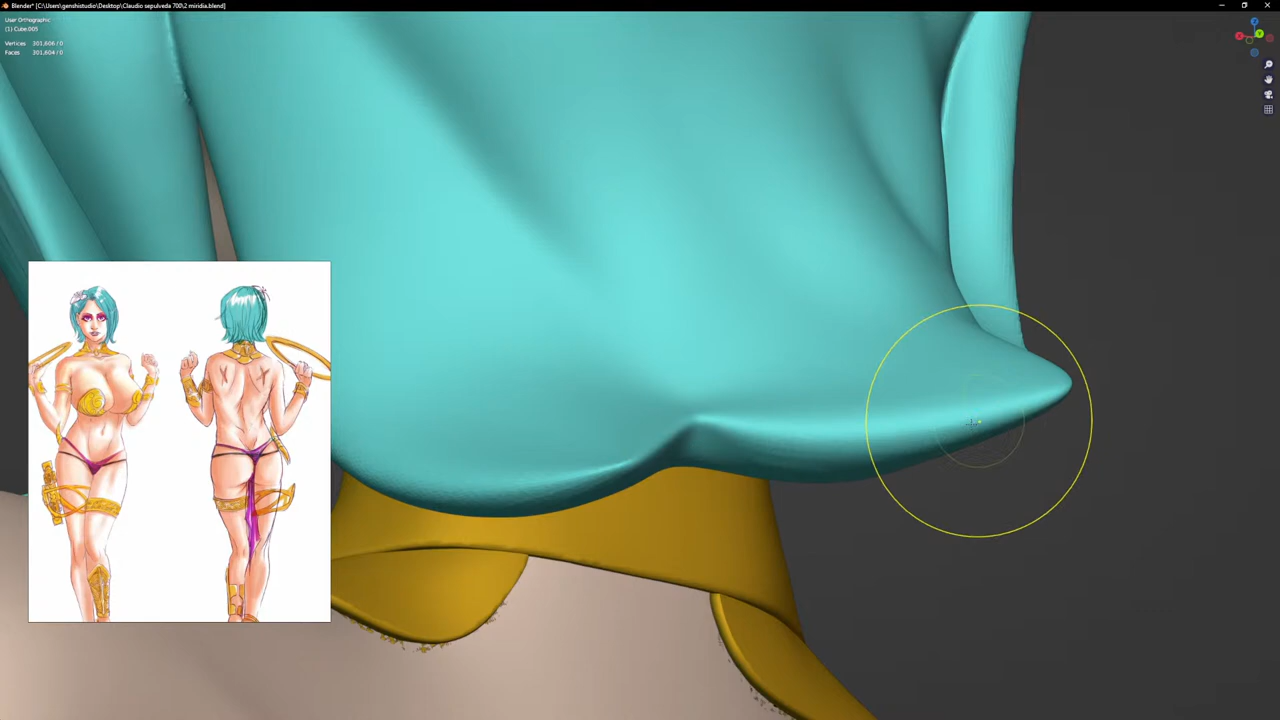 Blender* [C:\Users\genshistudio\Desktop\Claudio sepulveda 700\2 miridia.blend]
User Orthographic
(1) Cube.005
Vertices 301,606/0
Faces 301,604/0